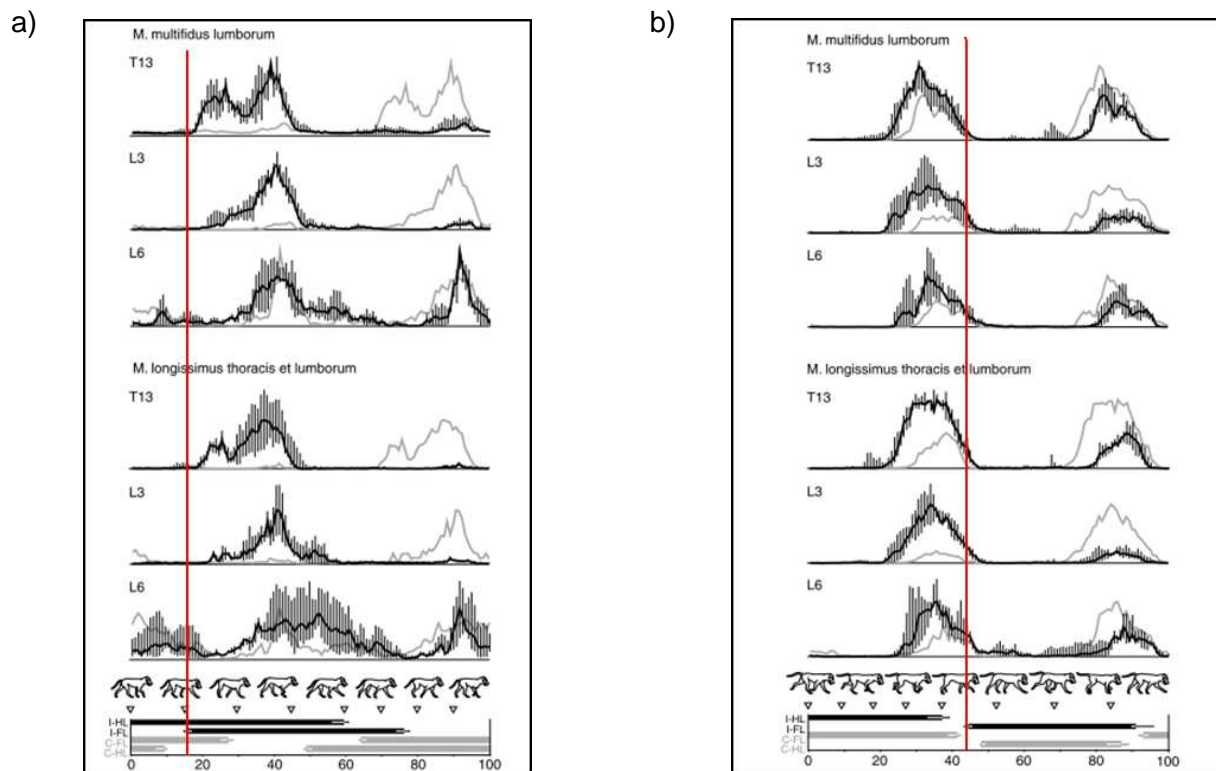 a)
M. multifidus lumborum
T13
L3
L6
M. longissimus thoracis et lumborum
T13
L3
L6
I-HL
I-FL
C-FL
C-HL
0 20 40 60 80 100
b)
M. multifidus lumborum
T13
L3
L6
M. longissimus thoracis et lumborum
T13
L3
L6
I-HL
I-FL
C-FL
C-HL
0 20 40 60 80 100